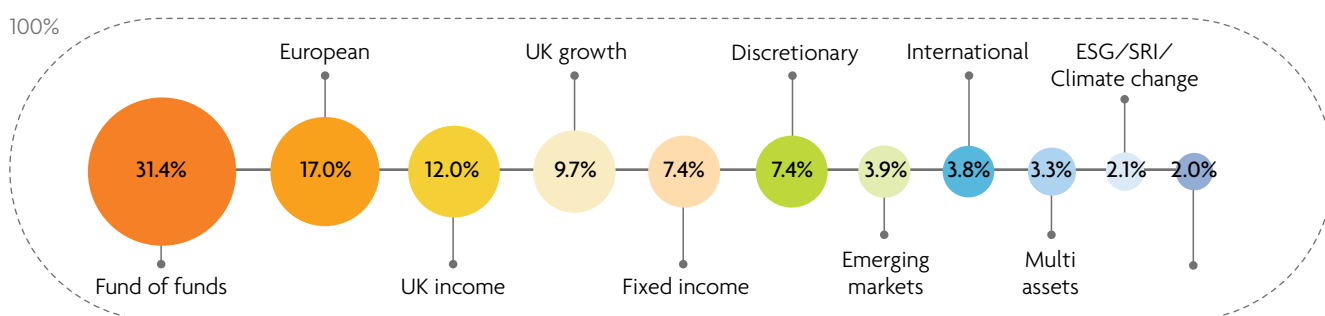 100%
European
UK growth
Discretionary
International
ESG/SRI/
Climate change
31.4%
17.0%
12.0%
9.7%
7.4%
7.4%
3.9%
3.8%
3.3%
2.1%
2.0%
Fund of funds
UK income
Fixed income
Emerging
markets
Multi
assets